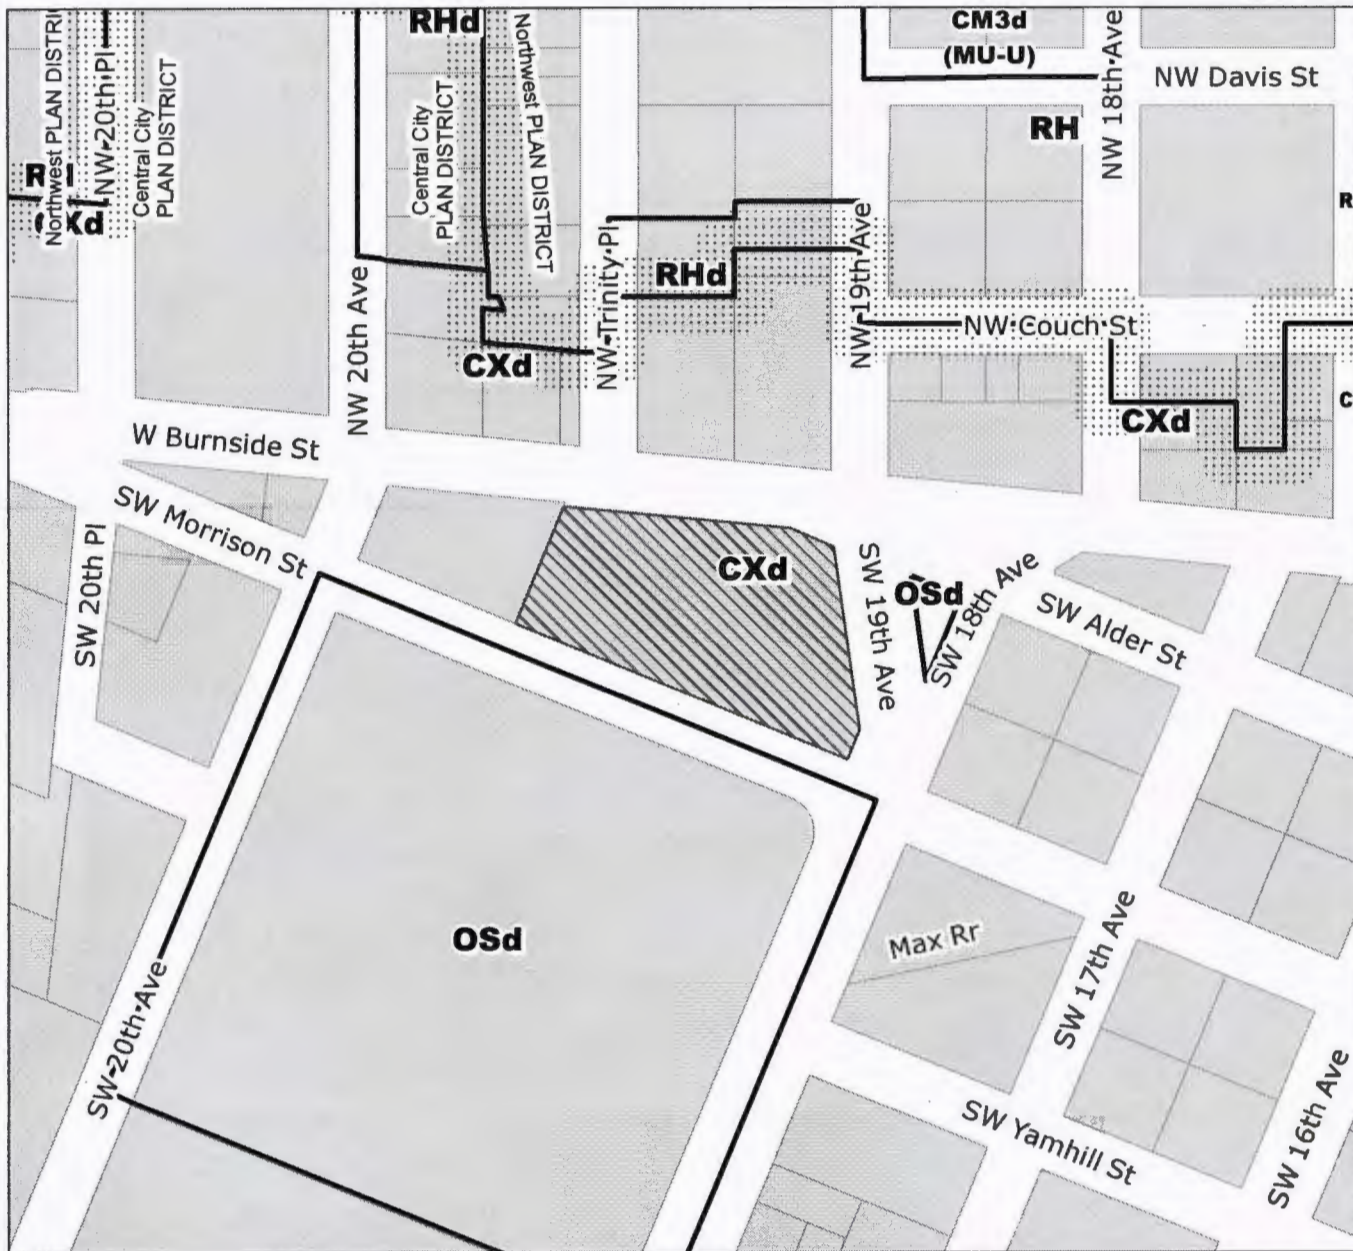 Northwest PLAN DISTRI
NW 20th Pl
Central City
PLAN DISTRICT
RHd
Central City
PLAN DISTRICT
Northwest PLAN DISTRICT
CM3d
(MU-U)
NW 18th Ave
NW Davis St
RH
R
CXd
NW 20th Ave
NW Trinity Pl
RHd
NW 19th Ave
NW Couch St
CXd
CXd
C
W Burnside St
SW Morrison St
SW 20th Pl
CXd
SW 19th Ave
OSd
SW 18th Ave
SW Alder St
OSd
Max Rr
SW 17th Ave
SW 20th Ave
SW Yamhill St
SW 16th Ave